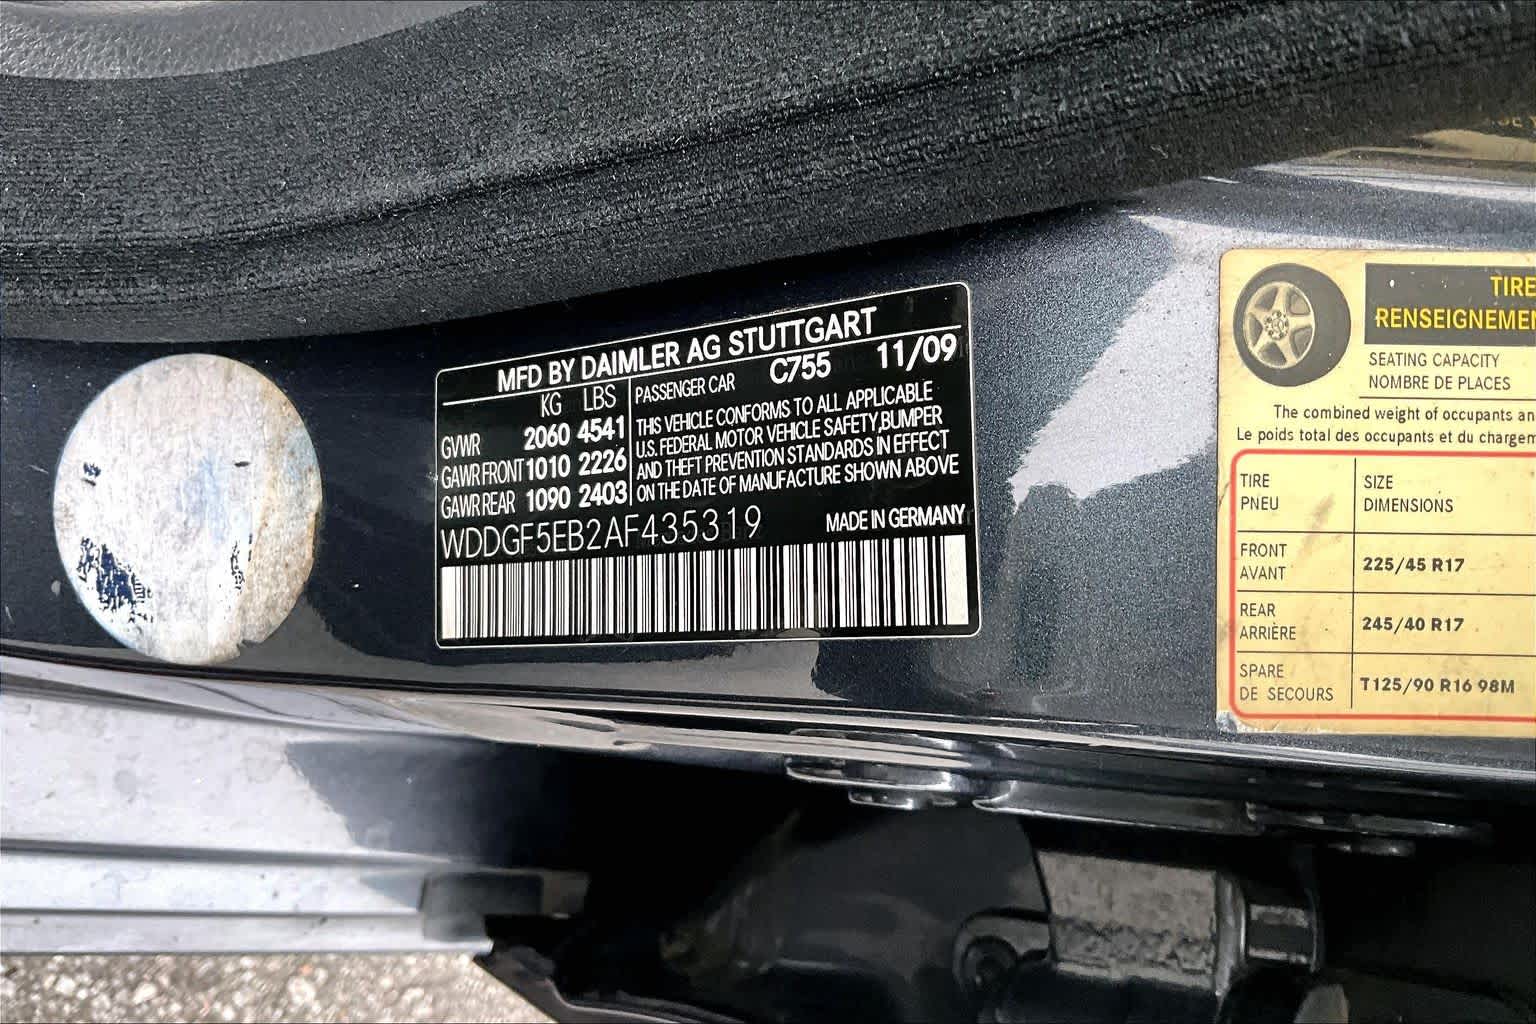 MFD BY DAIMLER AG STUTTGART
KG LBS
GVWR 2060 4541
GAWR FRONT 1010 2226
GAWR REAR 1090 2403
PASSENGER CAR C755 11/09
THIS VEHICLE CONFORMS TO ALL APPLICABLE
U.S. FEDERAL MOTOR VEHICLE SAFETY,BUMPER
AND THEFT PREVENTION STANDARDS IN EFFECT
ON THE DATE OF MANUFACTURE SHOWN ABOVE
WDDGF5EB2AF435319 MADE IN GERMANY
TIRE
RENSEIGNEMEN
SEATING CAPACITY
NOMBRE DE PLACES
The combined weight of occupants an
Le poids total des occupants et du chargem
TIRE SIZE
PNEU DIMENSIONS
FRONT
AVANT 225/45 R17
REAR
ARRIÈRE 245/40 R17
SPARE
DE SECOURS T125/90 R16 98M